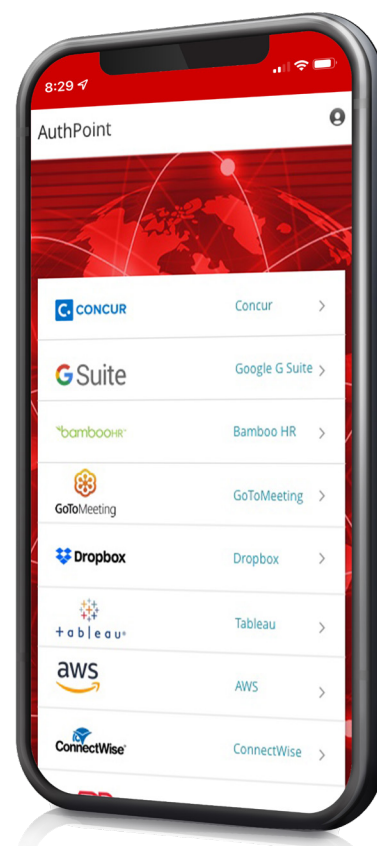 8:29
AuthPoint
C. CONCUR Concur
G Suite Google G Suite
bambooHR Bamboo HR
GoToMeeting GoToMeeting
Dropbox Dropbox
+ableau Tableau
aws AWS
ConnectWise ConnectWise